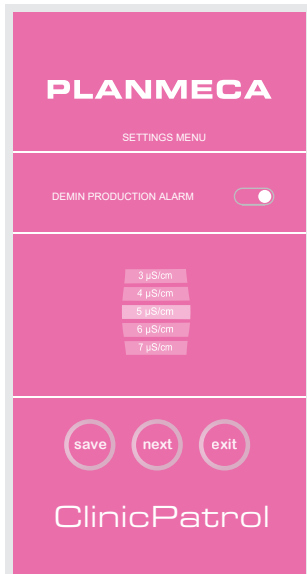 PLANMECA
SETTINGS MENU
DEMIN PRODUCTION ALARM
3 µS/cm
4 µS/cm
5 µS/cm
6 µS/cm
7 µS/cm
save next exit
ClinicPatrol